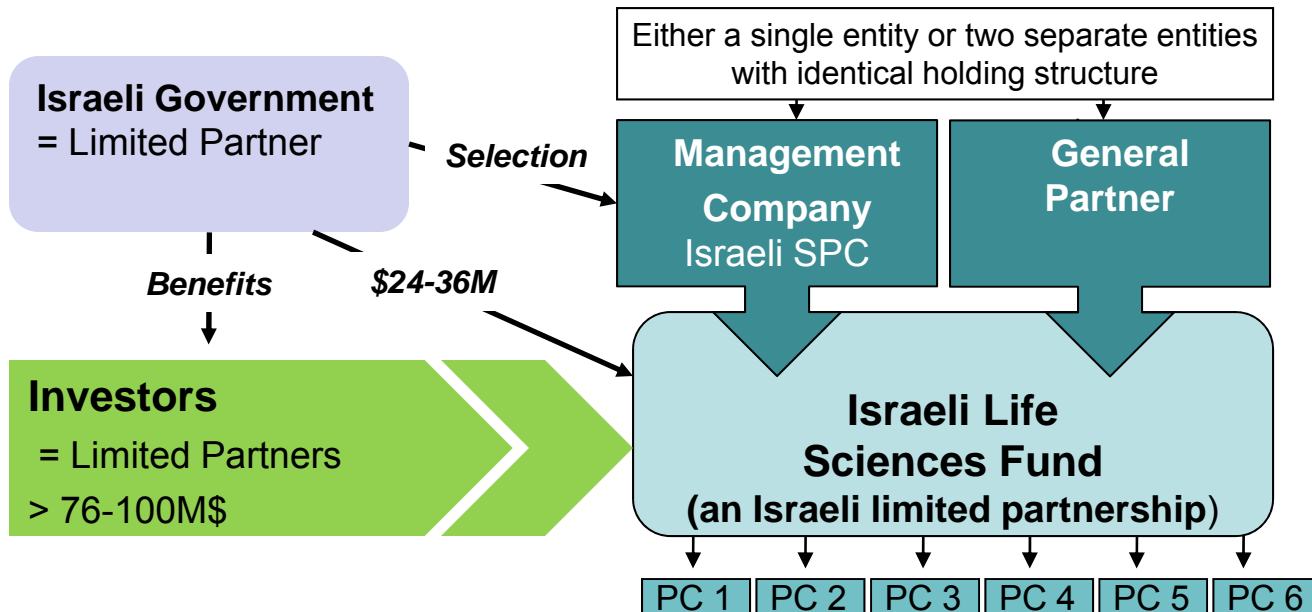 Either a single entity or two separate entities
with identical holding structure
Israeli Government
= Limited Partner
Selection
Management
Company
Israeli SPC
General
Partner
Benefits
$24-36M
Investors
= Limited Partners
> 76-100M$
Israeli Life
Sciences Fund
(an Israeli limited partnership)
PC 1
PC 2
PC 3
PC 4
PC 5
PC 6